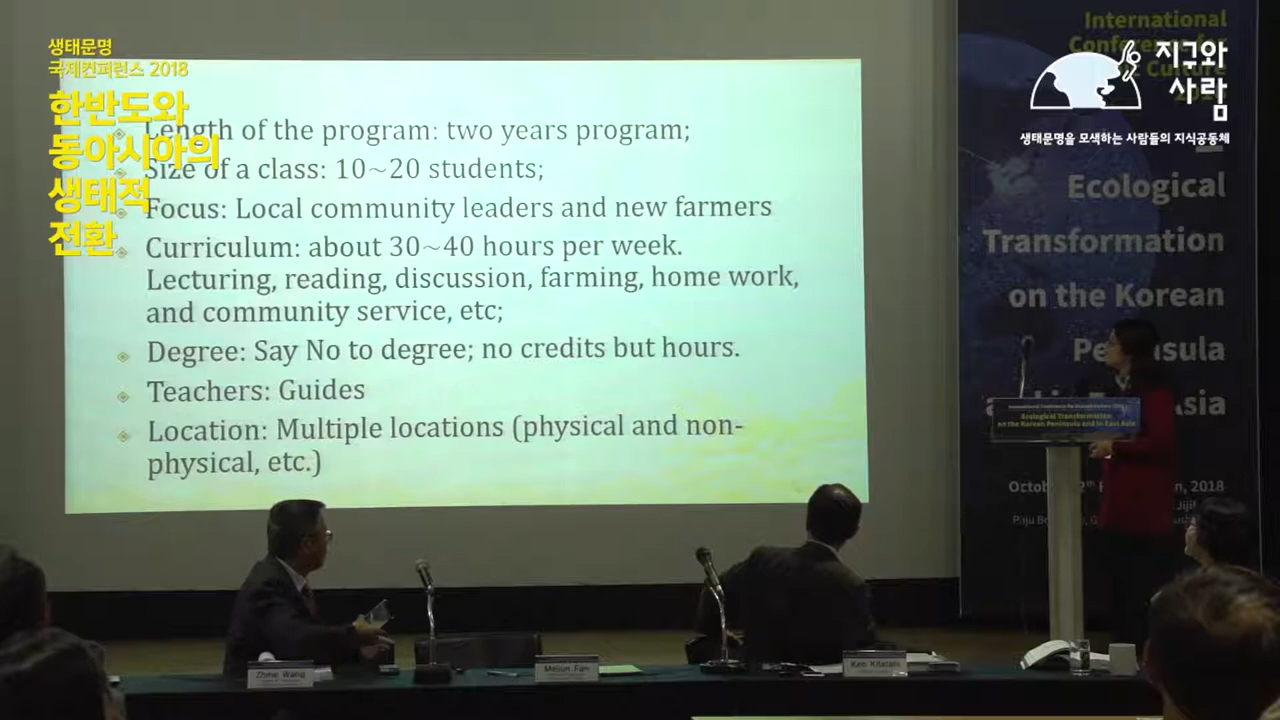 생태문명
국제컨퍼런스 2018
한반도와
동아시아의
생태적
전환
Length of the program: two years program;
Size of a class: 10~20 students;
Focus: Local community leaders and new farmers
Curriculum: about 30~40 hours per week.
Lecturing, reading, discussion, farming, home work,
and community service, etc;
Degree: Say No to degree; no credits but hours.
Teachers: Guides
Location: Multiple locations (physical and non-
physical, etc.)
International
Conference for
Culture
지구와
사람
생태문명을 모색하는 사람들의 지식공동체
Ecological
Transformation
on the Korean
Ecological Transformation
on the Korean Peninsula and in East Asia
2018
Zhihe Wang
Meijun Fan
Ken Kitatani